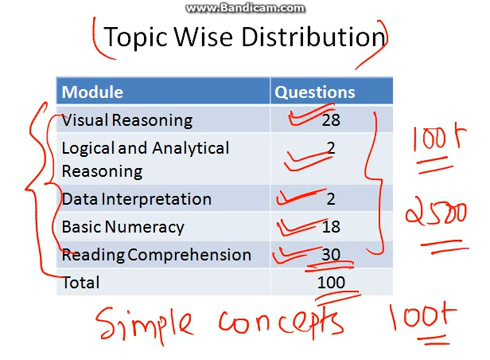 www.Bandicam.com
Topic Wise Distribution
Module Questions
Visual Reasoning 28
Logical and Analytical 2
Reasoning
Data Interpretation 2
Basic Numeracy 18
Reading Comprehension 30
Total 100
100+
2500
Simple concepts 100+